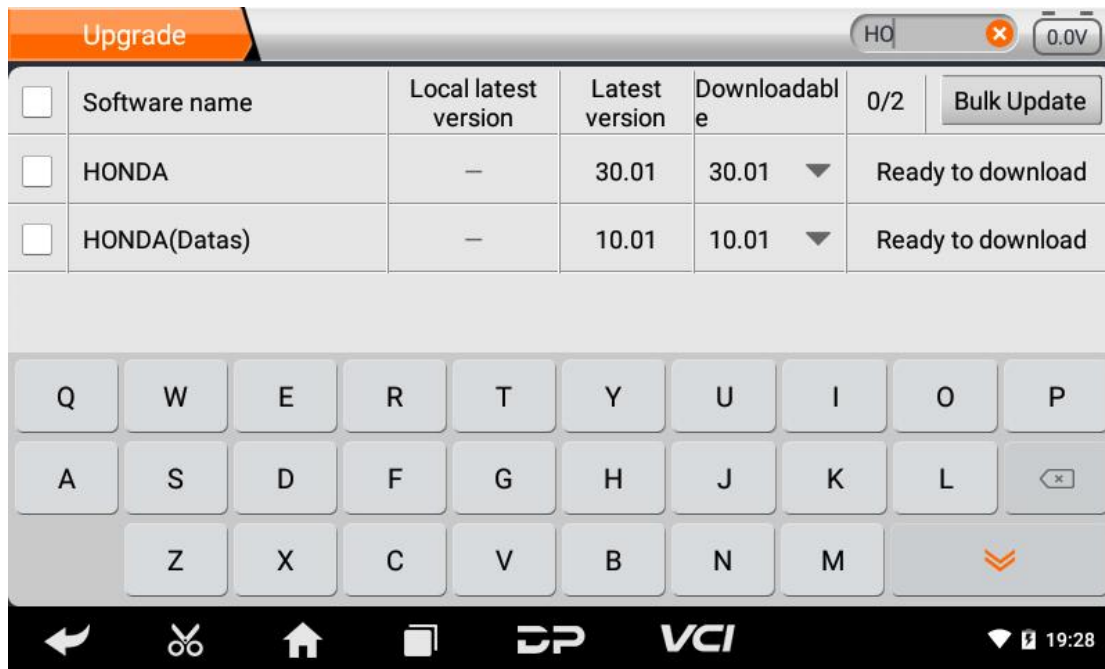 Upgrade
HO
0.0V
Software name
Local latest
version
Latest
version
Downloadabl
e
0/2
Bulk Update
HONDA
–
30.01
30.01
Ready to download
HONDA(Datas)
–
10.01
10.01
Ready to download
Q W E R T Y U I O P
A S D F G H J K L
Z X C V B N M
DP VCI 19:28